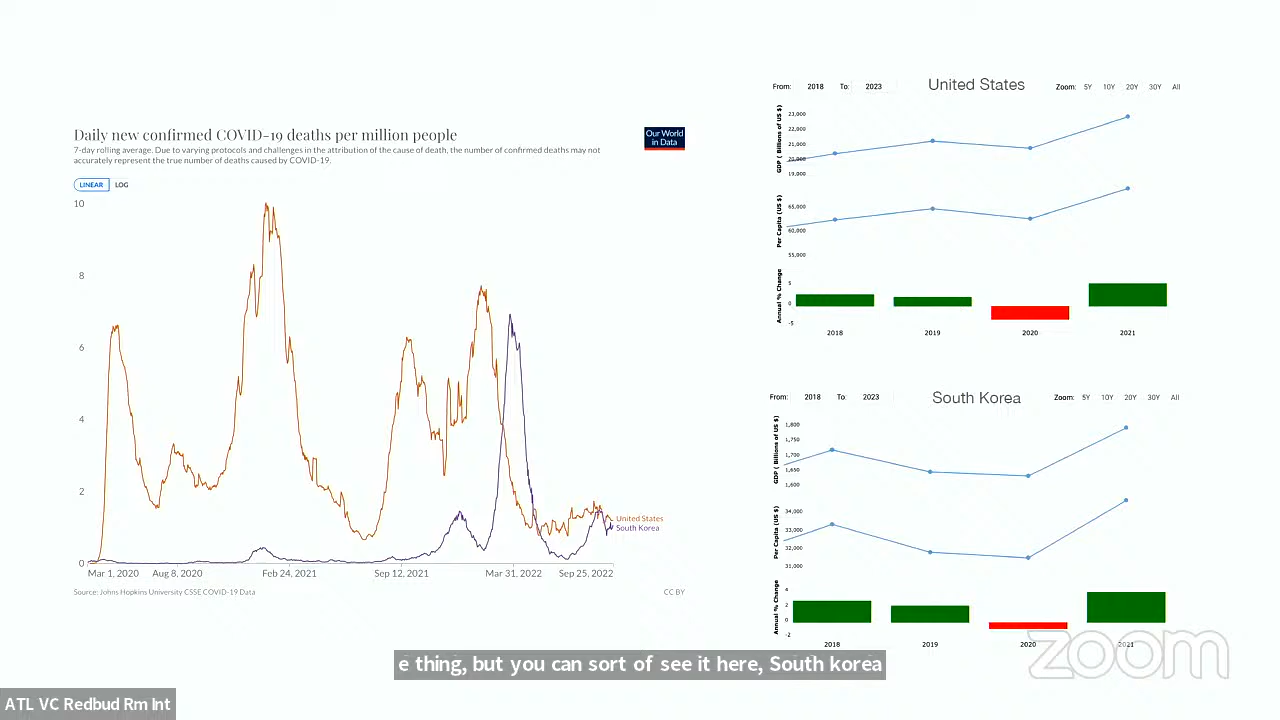 Daily new confirmed COVID-19 deaths per million people
7-day rolling average. Due to varying protocols and challenges in the attribution of the cause of death, the number of confirmed deaths may not
accurately represent the true number of deaths caused by COVID-19.
Our World
in Data
LINEAR LOG
10
8
6
4
2
0
United States
South Korea
Mar 1, 2020 Aug 8, 2020 Feb 24, 2021 Sep 12, 2021 Mar 31, 2022 Sep 25, 2022
Source: Johns Hopkins University CSSE COVID-19 Data CC BY
From: 2018 To: 2023 United States Zoom: 5Y 10Y 20Y 30Y All
GDP ( Billions of US $)
23,000
22,000
21,000
20,000
19,000
Per Capita (US $)
65,000
60,000
55,000
Annual % Change
5
0
-5
2018 2019 2020 2021
From: 2018 To: 2023 South Korea Zoom: 5Y 10Y 20Y 30Y All
GDP ( Billions of US $)
1,800
1,750
1,700
1,650
1,600
Per Capita (US $)
34,000
33,000
32,000
31,000
Annual % Change
4
2
0
-2
2018 2019 2020 2021
zoom
e thing, but you can sort of see it here, South korea
ATL VC Redbud Rm Int